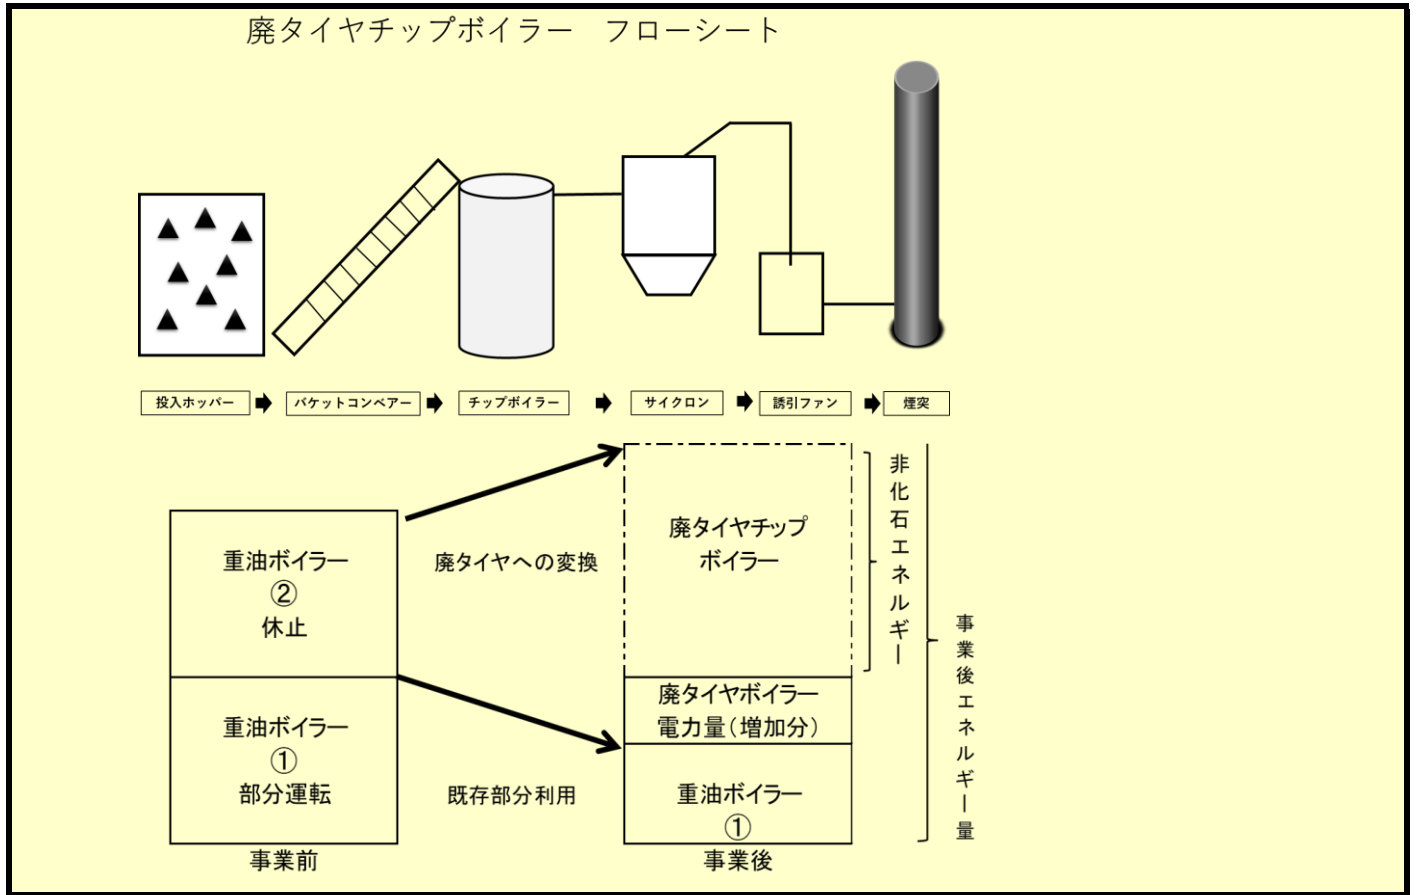 廃タイヤチップボイラー　フローシート
投入ホッパー
バケットコンベアー
チップボイラー
サイクロン
誘引ファン
煙突
重油ボイラー
②
休止
重油ボイラー
①
部分運転
事業前
廃タイヤへの変換
既存部分利用
廃タイヤチップ
ボイラー
廃タイヤボイラー
電力量（増加分）
重油ボイラー
①
事業後
非化石エネルギー
事業後エネルギー量